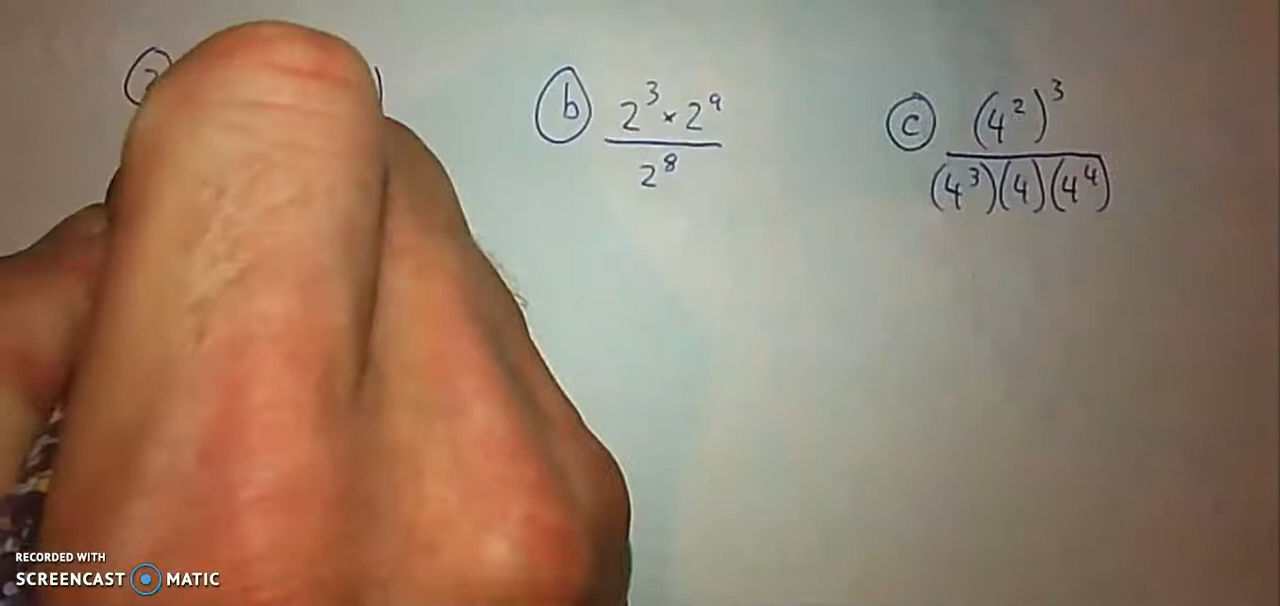 b 2³ × 2⁹
2⁸
c (4²)³
(4³)(4)(4⁴)
RECORDED WITH
SCREENCAST MATIC